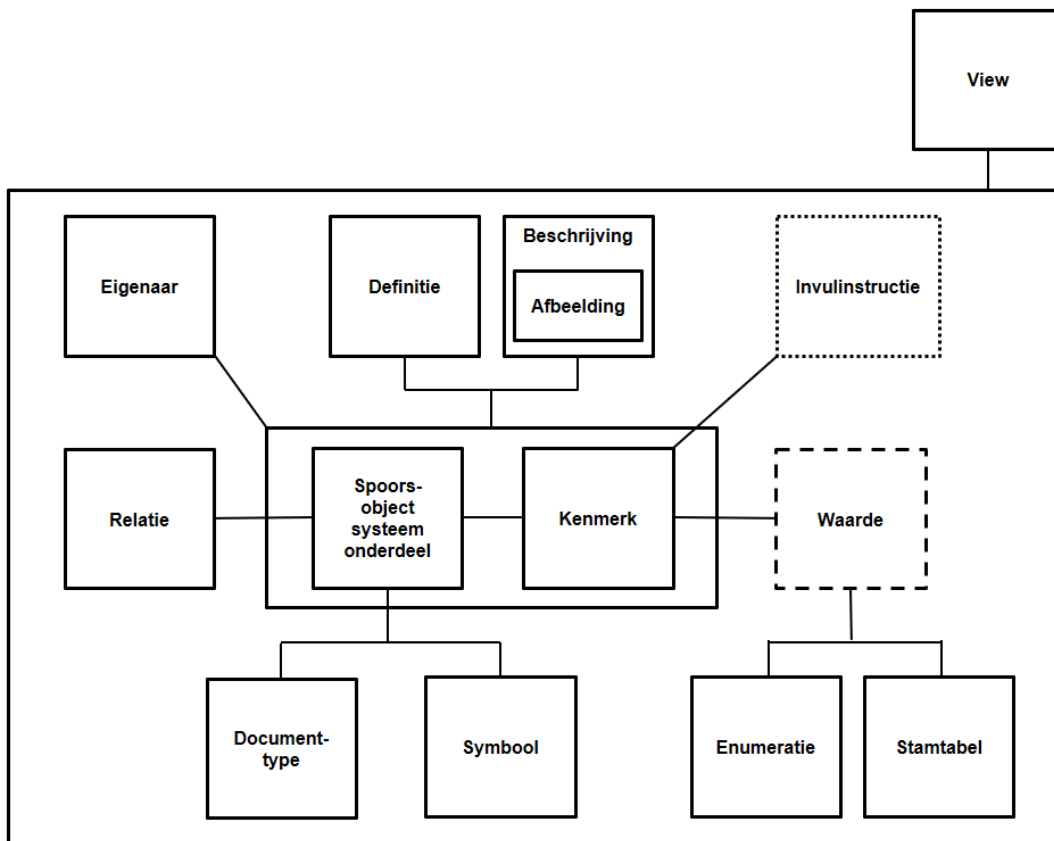 View
Eigenaar
Definitie
Beschrijving
Afbeelding
Invulinstructie
Relatie
Spoors-
object
systeem
onderdeel
Kenmerk
Waarde
Document-
type
Symbool
Enumeratie
Stamtabel